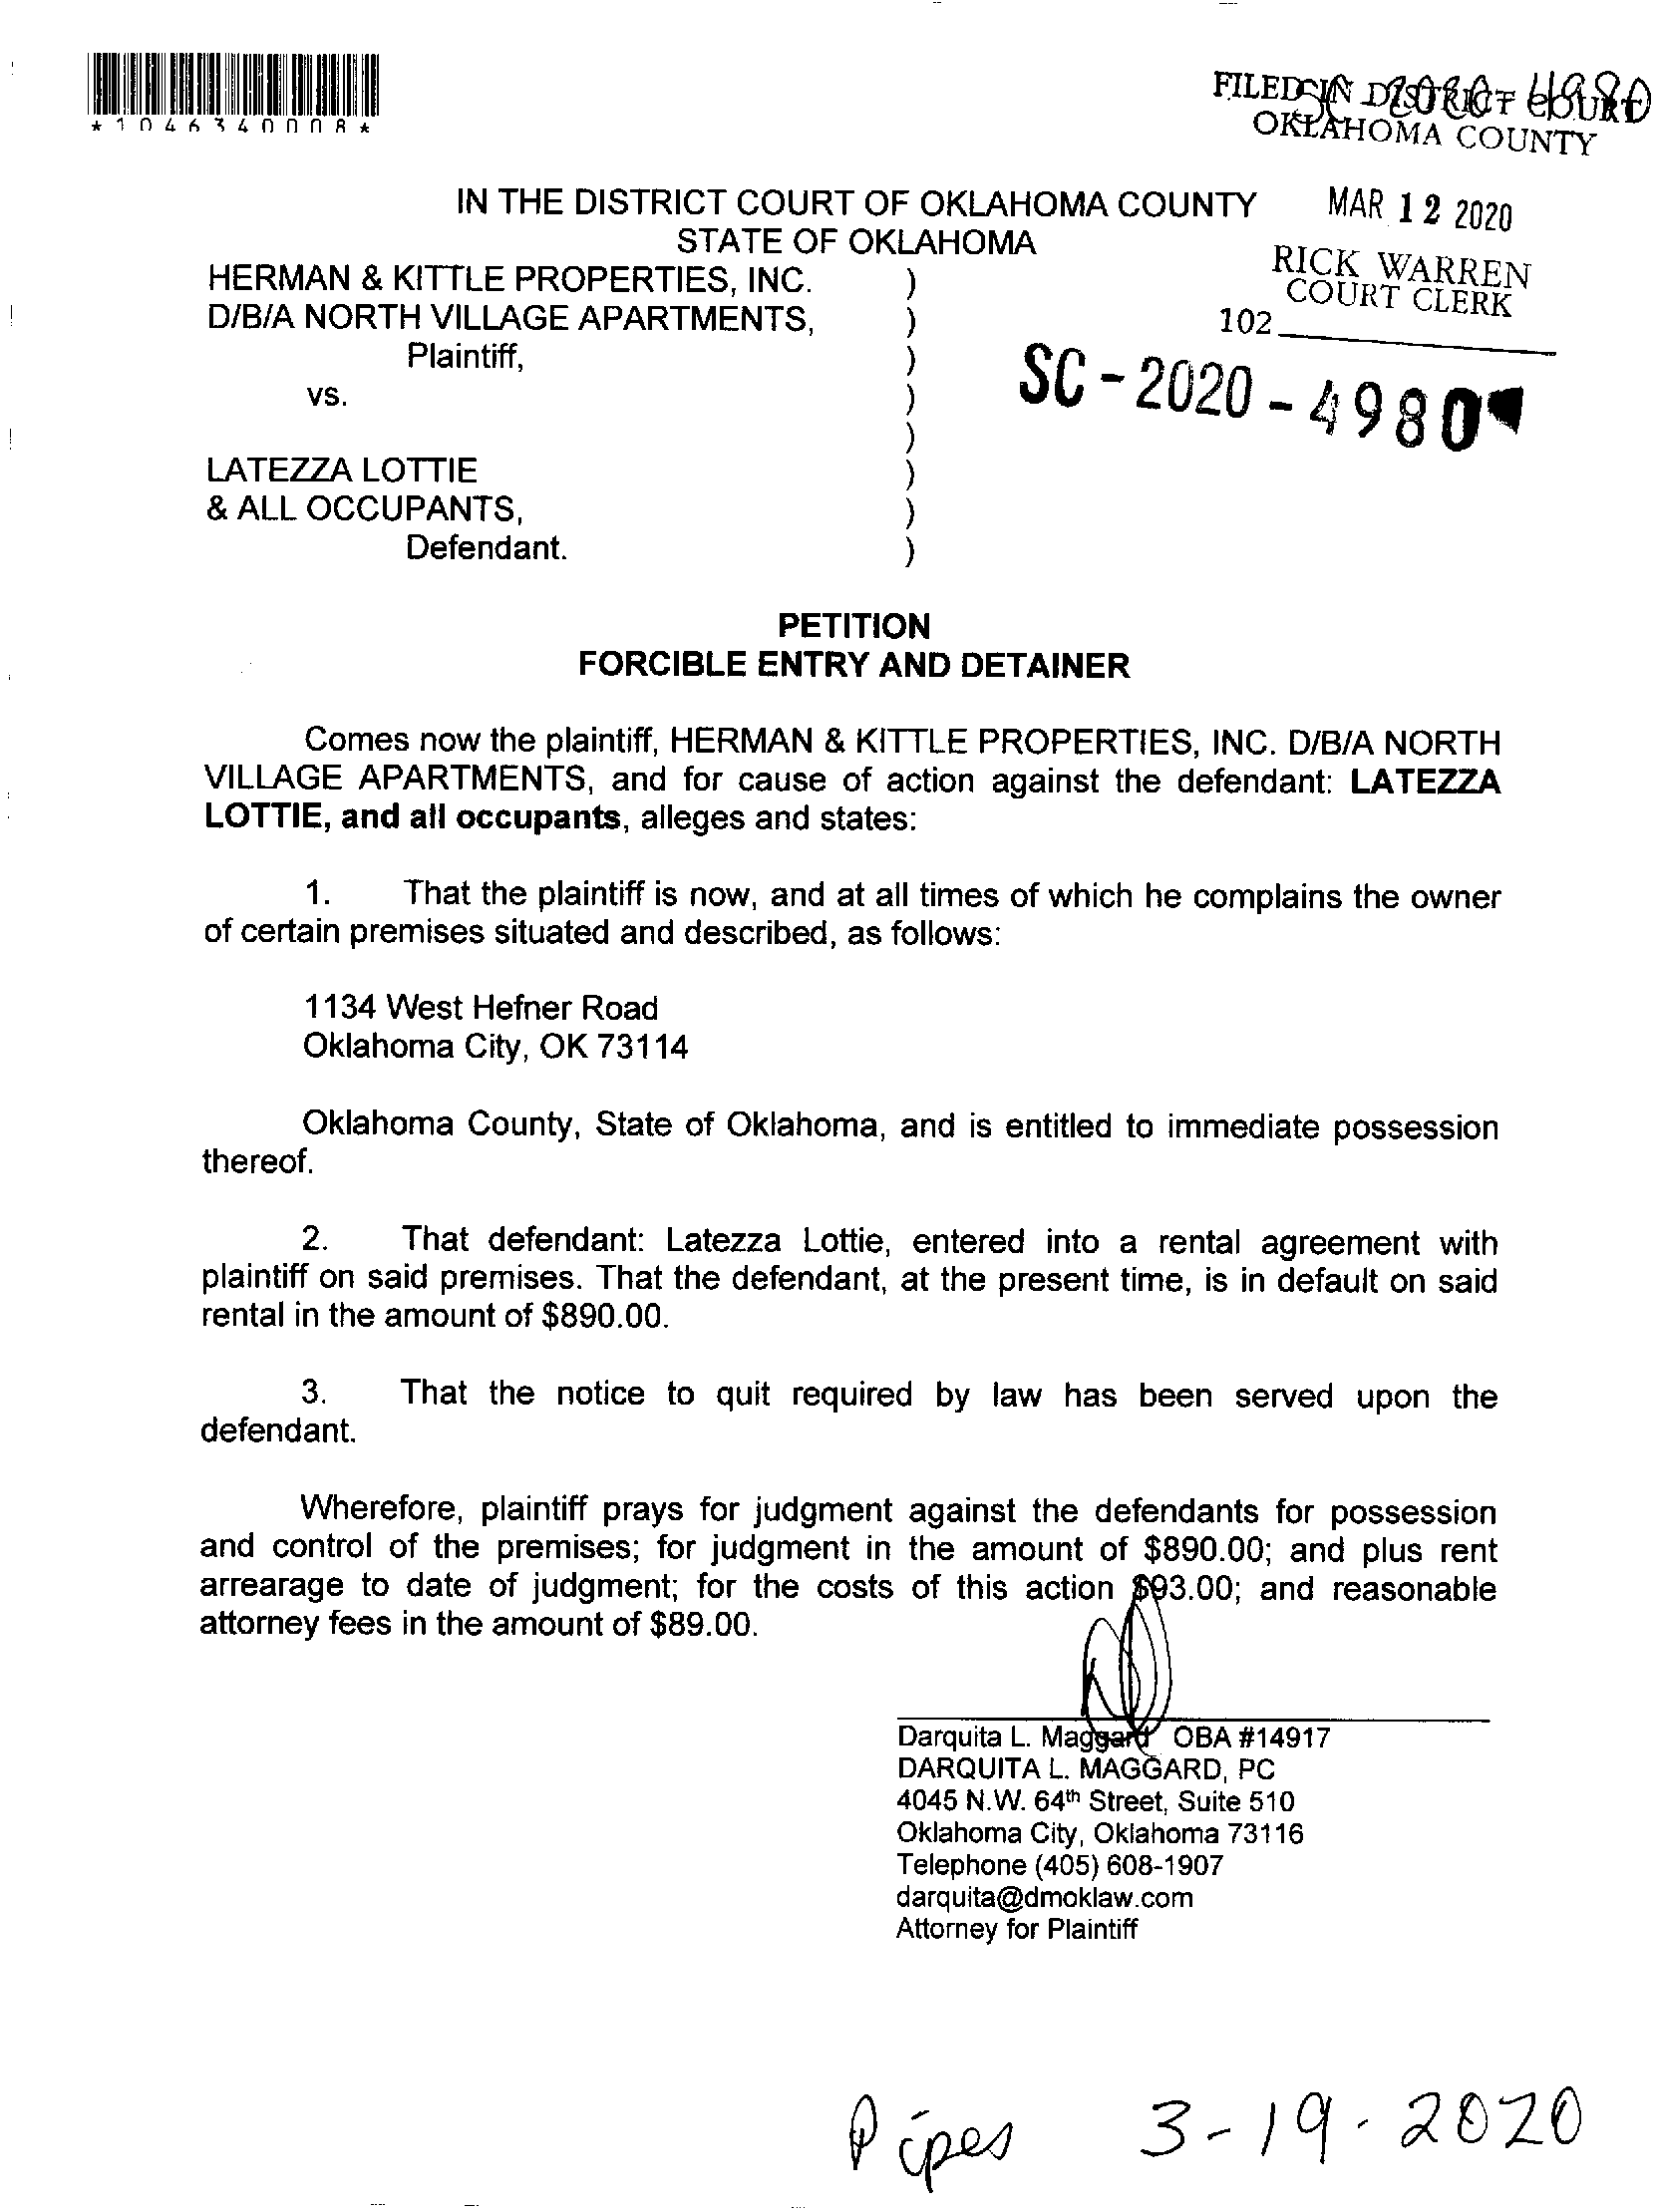 *1046340008*
SC 2020-4980
FILED IN DISTRICT COURT
OKLAHOMA COUNTY
IN THE DISTRICT COURT OF OKLAHOMA COUNTY
MAR 12 2020
STATE OF OKLAHOMA
RICK WARREN
COURT CLERK
102
HERMAN & KITTLE PROPERTIES, INC. )
D/B/A NORTH VILLAGE APARTMENTS, )
Plaintiff, )
SC-2020-4980
vs. )
)
LATEZZA LOTTIE )
& ALL OCCUPANTS, )
Defendant. )
PETITION
FORCIBLE ENTRY AND DETAINER
Comes now the plaintiff, HERMAN & KITTLE PROPERTIES, INC. D/B/A NORTH
VILLAGE APARTMENTS, and for cause of action against the defendant: LATEZZA
LOTTIE, and all occupants, alleges and states:
1. That the plaintiff is now, and at all times of which he complains the owner
of certain premises situated and described, as follows:
1134 West Hefner Road
Oklahoma City, OK 73114
Oklahoma County, State of Oklahoma, and is entitled to immediate possession
thereof.
2. That defendant: Latezza Lottie, entered into a rental agreement with
plaintiff on said premises. That the defendant, at the present time, is in default on said
rental in the amount of $890.00.
3. That the notice to quit required by law has been served upon the
defendant.
Wherefore, plaintiff prays for judgment against the defendants for possession
and control of the premises; for judgment in the amount of $890.00; and plus rent
arrearage to date of judgment; for the costs of this action $93.00; and reasonable
attorney fees in the amount of $89.00.
Darquita L. Maggard OBA #14917
DARQUITA L. MAGGARD, PC
4045 N.W. 64th Street, Suite 510
Oklahoma City, Oklahoma 73116
Telephone (405) 608-1907
darquita@dmoklaw.com
Attorney for Plaintiff
Pipes 3-19-2020